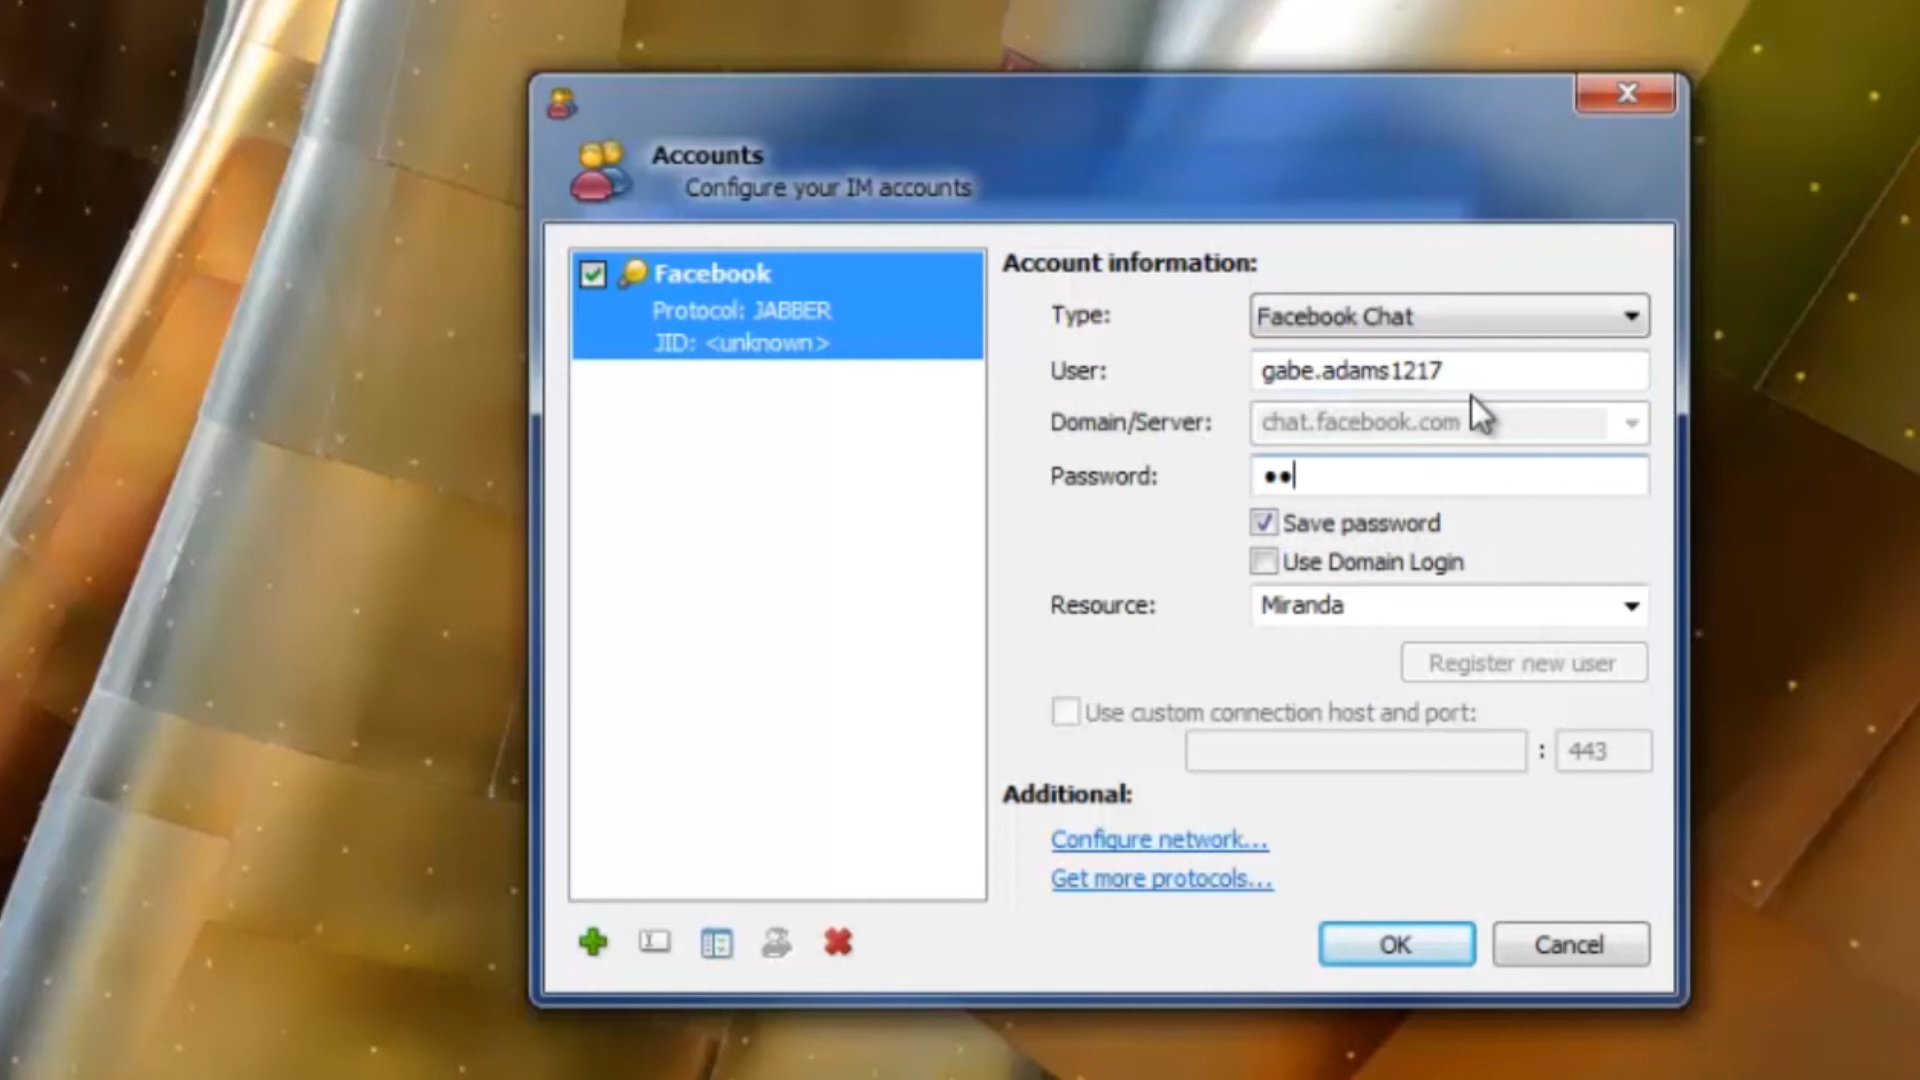 Accounts
Configure your IM accounts
Facebook
Protocol: JABBER
JID: <unknown>
Account information:
Type: Facebook Chat
User: gabe.adams1217
Domain/Server: chat.facebook.com
Password: ●●
Save password
Use Domain Login
Resource: Miranda
Register new user
Use custom connection host and port:
: 443
Additional:
Configure network...
Get more protocols...
OK Cancel